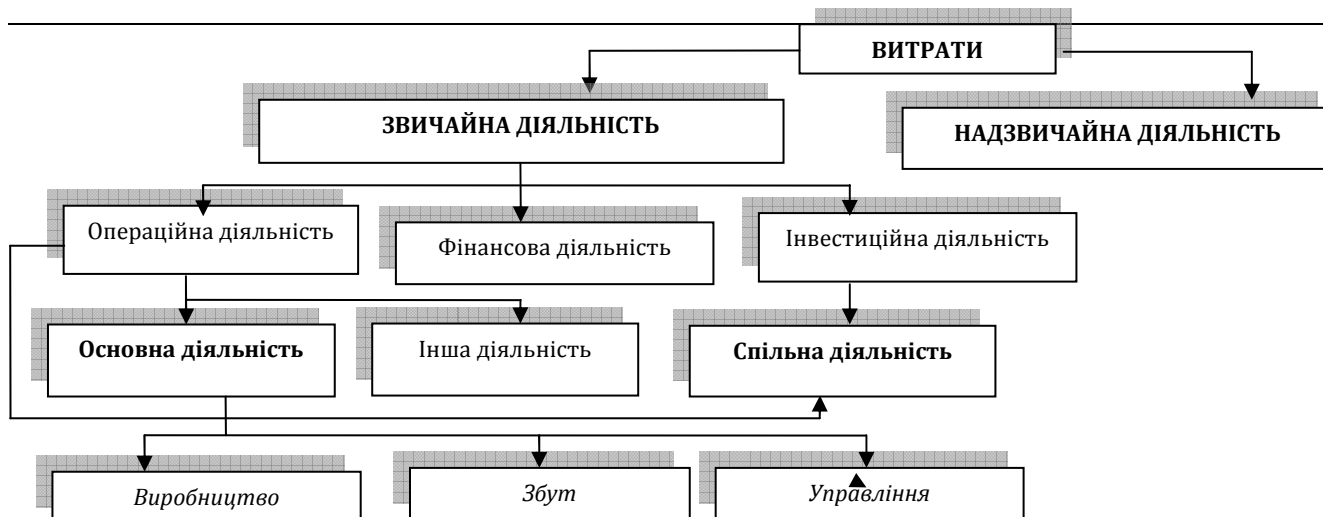 ВИТРАТИ
ЗВИЧАЙНА ДІЯЛЬНІСТЬ
НАДЗВИЧАЙНА ДІЯЛЬНІСТЬ
Операційна діяльність
Фінансова діяльність
Інвестиційна діяльність
Основна діяльність
Інша діяльність
Спільна діяльність
Виробництво
Збут
Управління